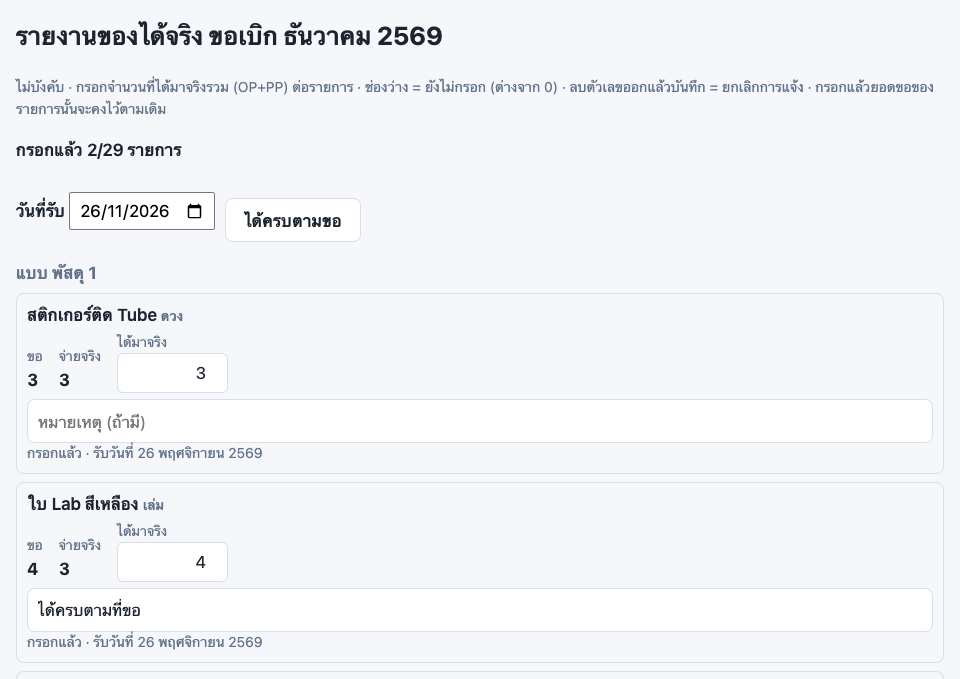 รายงานของได้จริง ขอเบิก ธันวาคม 2569
ไม่บังคับ · กรอกจำนวนที่ได้มาจริงรวม (OP+PP) ต่อรายการ · ช่องว่าง = ยังไม่กรอก (ต่างจาก 0) · ลบตัวเลขออกแล้วบันทึก = ยกเลิกการแจ้ง · กรอกแล้วยอดขอของ
รายการนั้นจะคงไว้ตามเดิม
กรอกแล้ว 2/29 รายการ
วันที่รับ 26/11/2026 ได้ครบตามขอ
แบบ พัสดุ 1
สติกเกอร์ติด Tube ดวง
ขอ จ่ายจริง ได้มาจริง
3 3 3
หมายเหตุ (ถ้ามี)
กรอกแล้ว · รับวันที่ 26 พฤศจิกายน 2569
ใบ Lab สีเหลือง เล่ม
ขอ จ่ายจริง ได้มาจริง
4 3 4
ได้ครบตามที่ขอ
กรอกแล้ว · รับวันที่ 26 พฤศจิกายน 2569